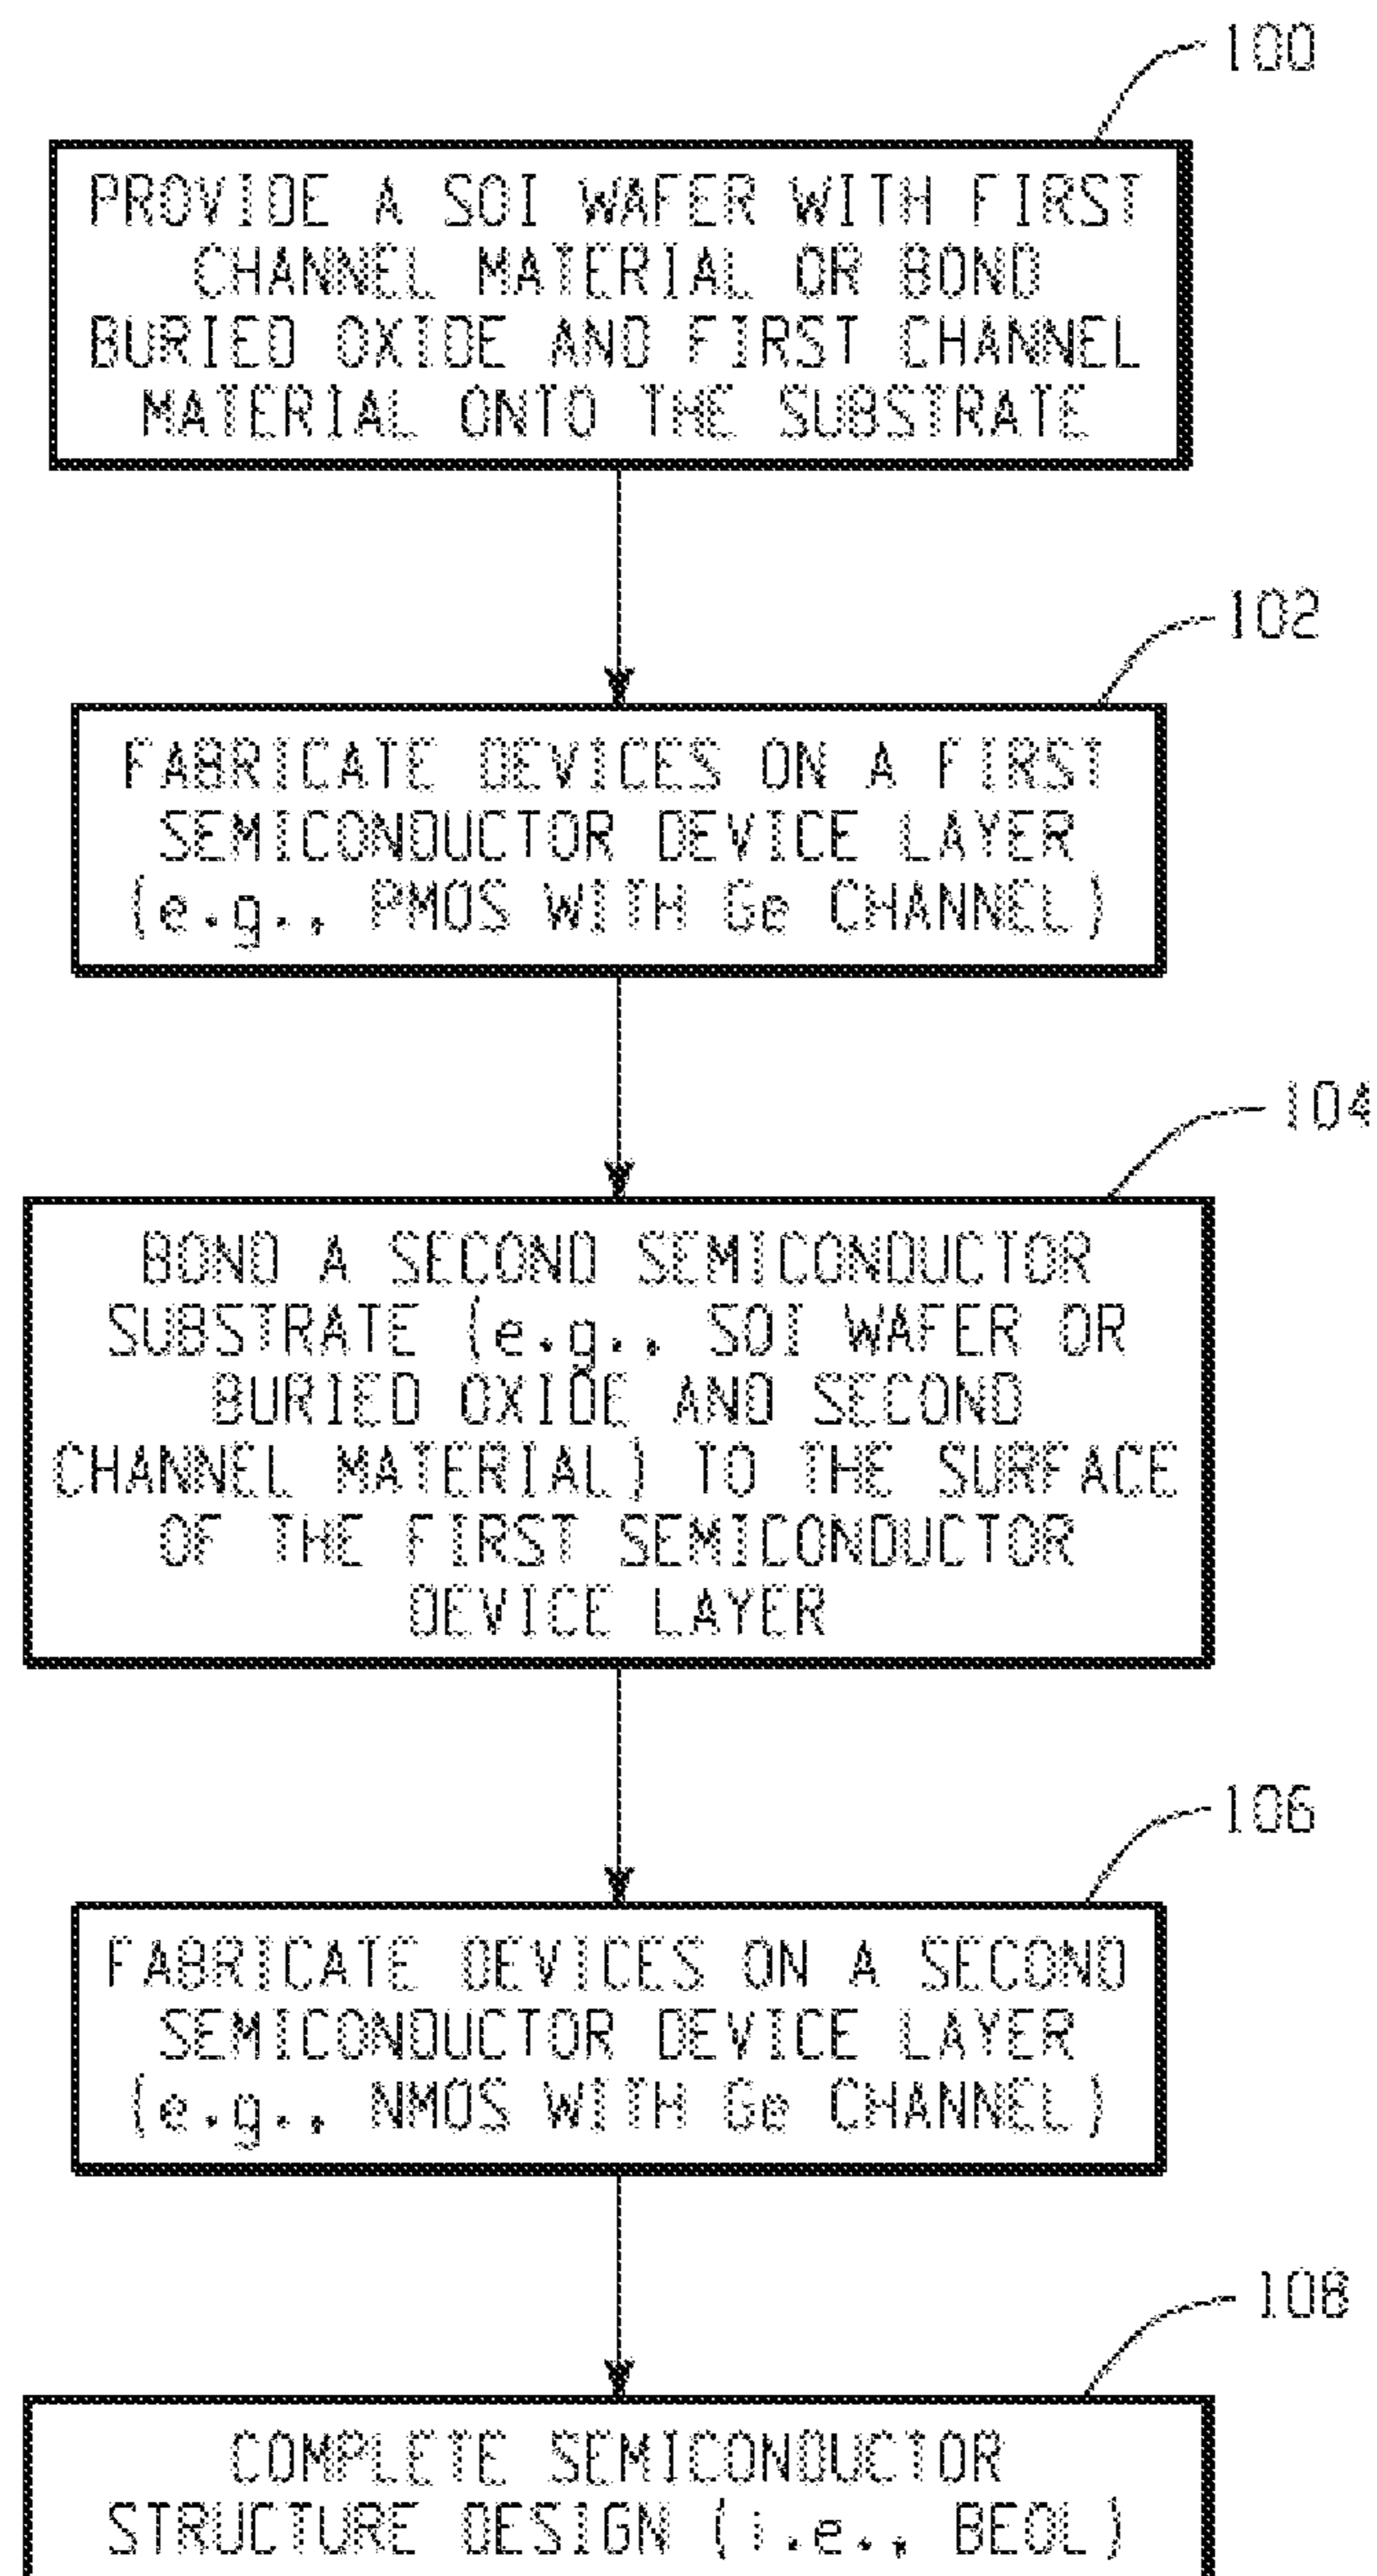 100
PROVIDE A SOI WAFER WITH FIRST
CHANNEL MATERIAL OR BOND
BURIED OXIDE AND FIRST CHANNEL
MATERIAL ONTO THE SUBSTRATE
102
FABRICATE DEVICES ON A FIRST
SEMICONDUCTOR DEVICE LAYER
(e.g., PMOS WITH Ge CHANNEL)
104
BOND A SECOND SEMICONDUCTOR
SUBSTRATE (e.g., SOI WAFER OR
BURIED OXIDE AND SECOND
CHANNEL MATERIAL) TO THE SURFACE
OF THE FIRST SEMICONDUCTOR
DEVICE LAYER
106
FABRICATE DEVICES ON A SECOND
SEMICONDUCTOR DEVICE LAYER
(e.g., NMOS WITH Ge CHANNEL)
108
COMPLETE SEMICONDUCTOR
STRUCTURE DESIGN (i.e., BEOL)